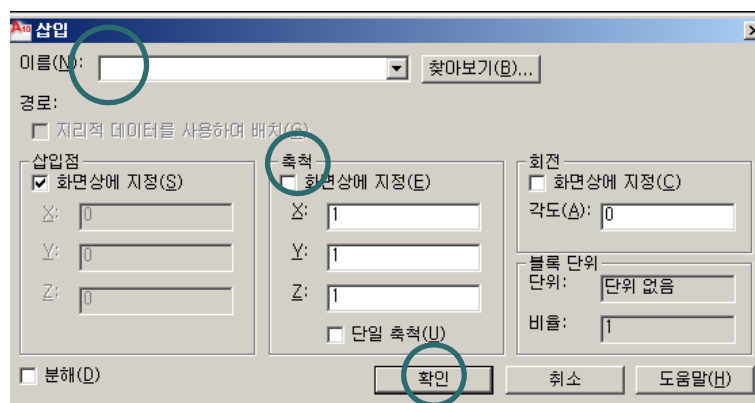 삽입
이름(N): 찾아보기(B)...
경로:
지리적 데이터를 사용하여 배치(G)
삽입점
화면상에 지정(S)
X: 0
Y: 0
Z: 0
축척
화면상에 지정(E)
X: 1
Y: 1
Z: 1
단일 축척(U)
회전
화면상에 지정(C)
각도(A): 0
블록 단위
단위: 단위 없음
비율: 1
분해(D)
확인 취소 도움말(H)